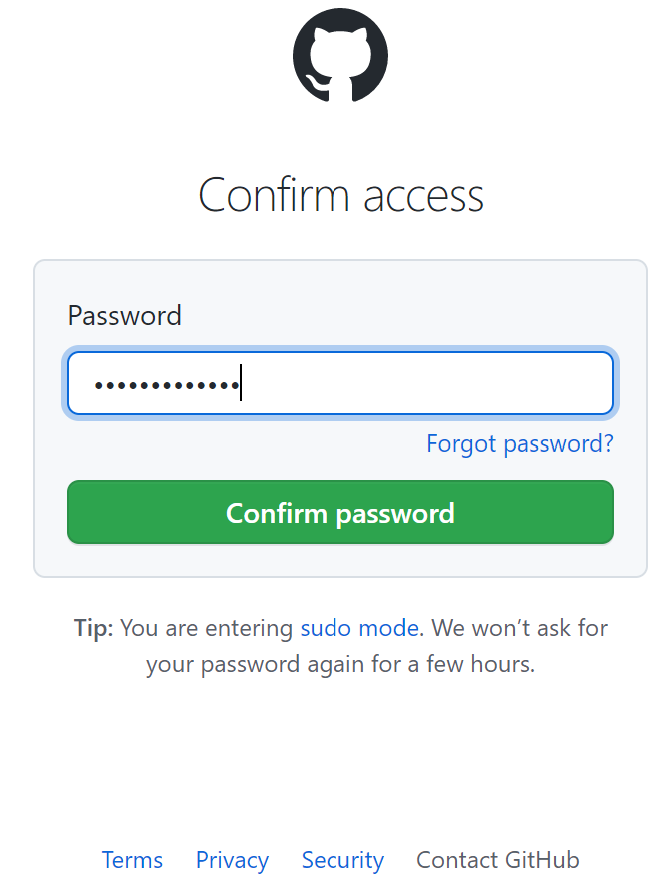 Confirm access
Password
•••••••••••••
Forgot password?
Confirm password
Tip: You are entering sudo mode. We won’t ask for
your password again for a few hours.
Terms Privacy Security Contact GitHub